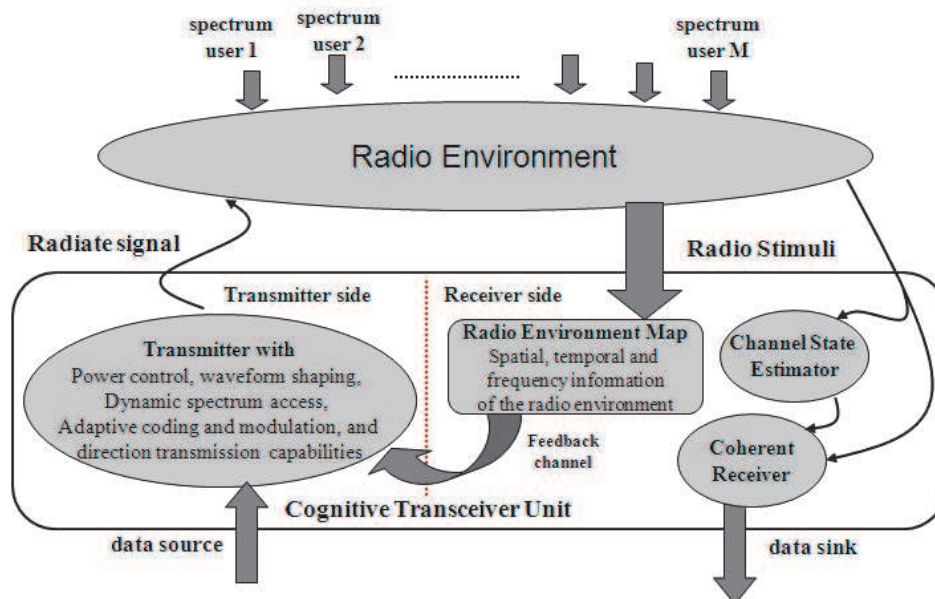 spectrum
user 1
spectrum
user 2
spectrum
user M
Radio Environment
Radiate signal
Radio Stimuli
Transmitter side
Receiver side
Transmitter with
Power control, waveform shaping,
Dynamic spectrum access,
Adaptive coding and modulation, and
direction transmission capabilities
Radio Environment Map
Spatial, temporal and
frequency information
of the radio environment
Channel State
Estimator
Feedback
channel
Coherent
Receiver
Cognitive Transceiver Unit
data source
data sink